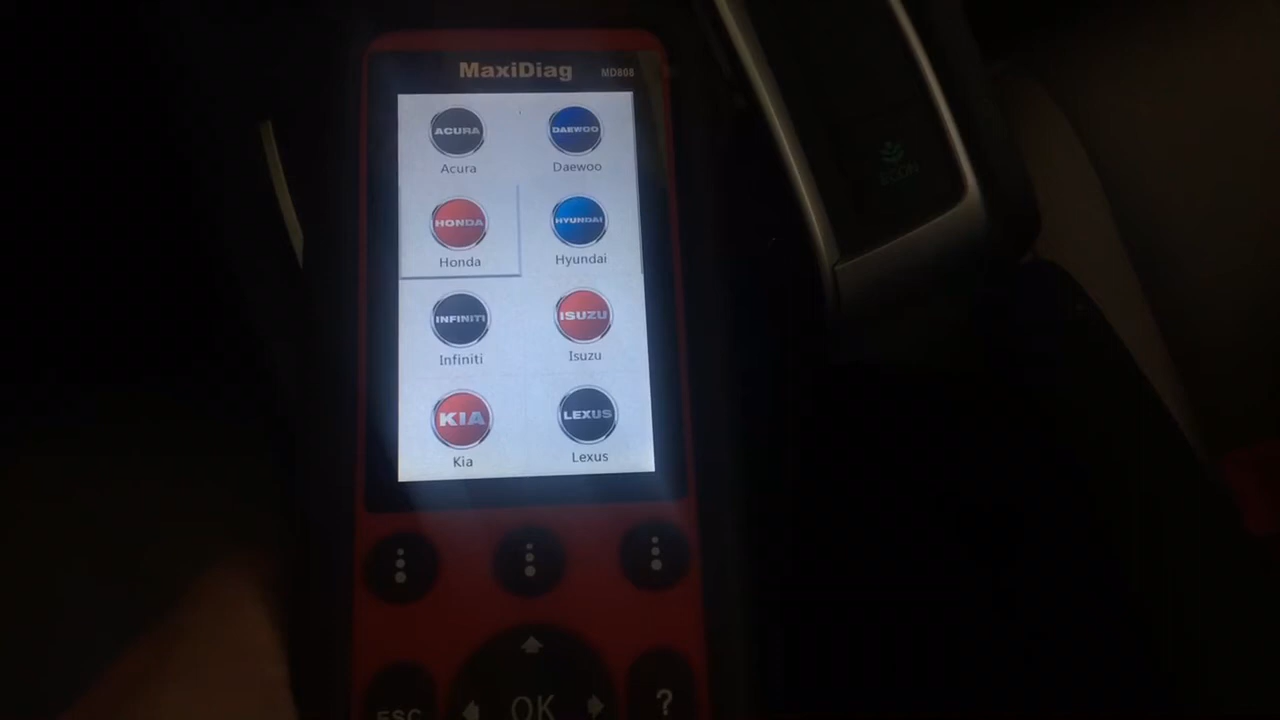 MaxiDiag MD808
ACURA DAEWOO
Acura Daewoo
HONDA HYUNDAI
Honda Hyundai
INFINITI ISUZU
Infiniti Isuzu
KIA LEXUS
Kia Lexus
ECON
ESC OK ?